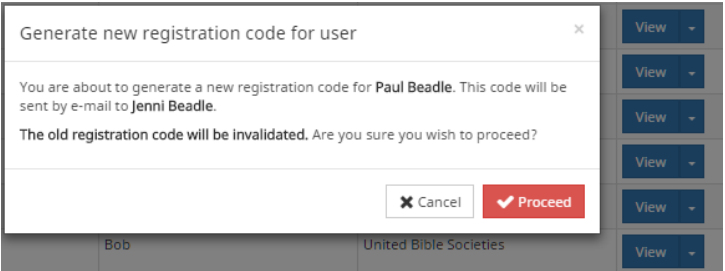 Generate new registration code for user ×
View
You are about to generate a new registration code for Paul Beadle. This code will be
sent by e-mail to Jenni Beadle.
View
The old registration code will be invalidated. Are you sure you wish to proceed?
View
View
Cancel Proceed
View
Bob United Bible Societies View